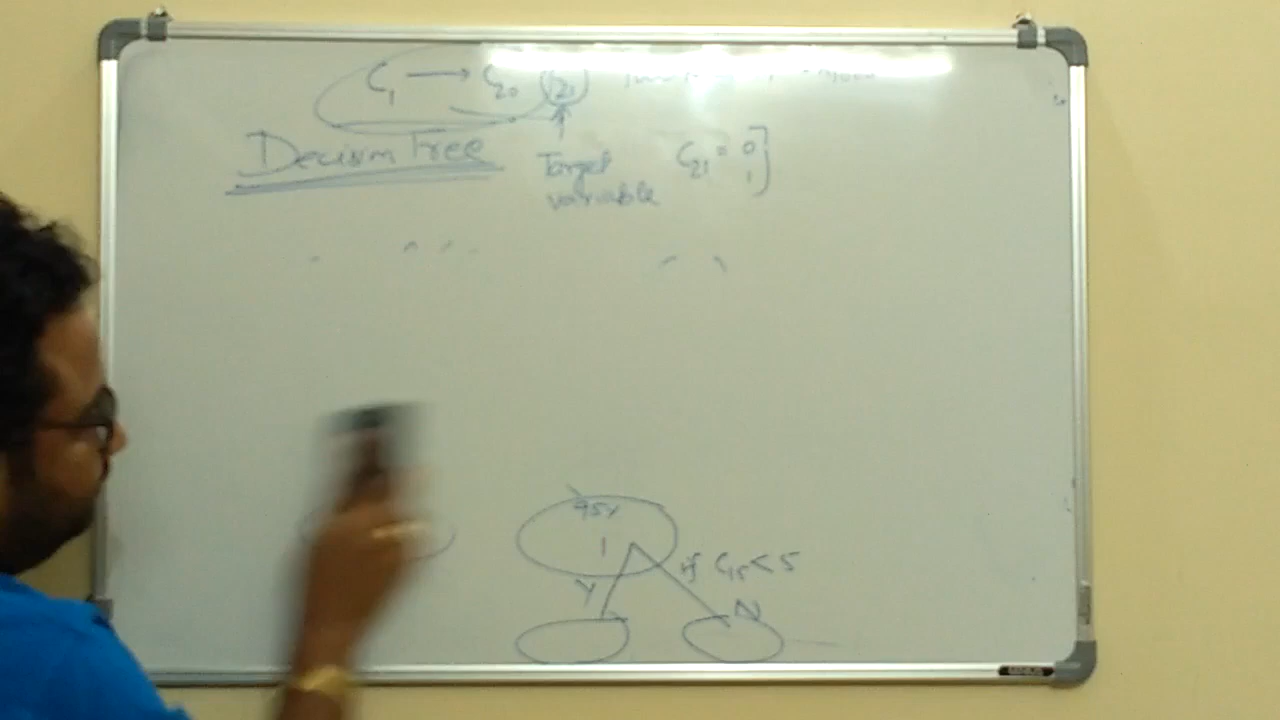 C₁ → C₂₀ C₂₁
Decision Tree
Target variable
C₂₁ = 0
1
95%
1
if C₁₅ < 5
Y
N